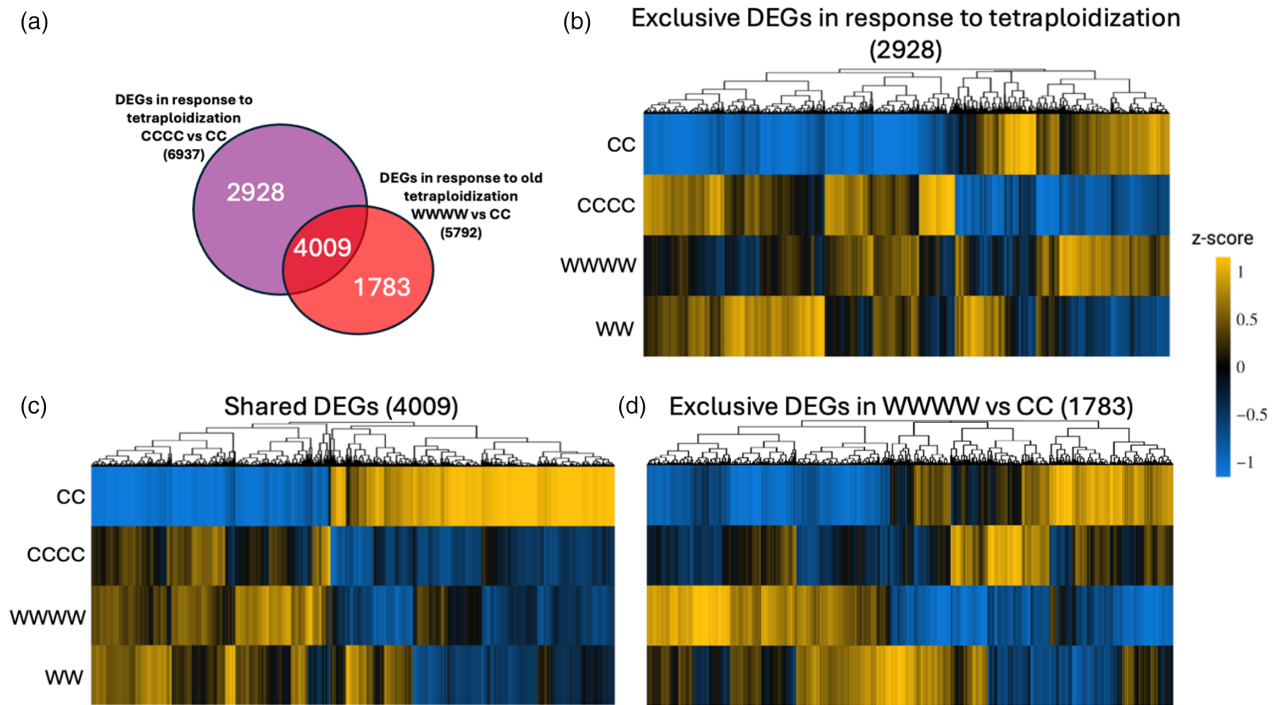 (a)
DEGs in response to
tetraploidization
CCCC vs CC
(6937)
2928
DEGs in response to old
tetraploidization
WWWW vs CC
(5792)
4009
1783
(b)
Exclusive DEGs in response to tetraploidization
(2928)
CC
CCCC
WWWW
WW
z-score
1
0.5
0
−0.5
−1
(c)
Shared DEGs (4009)
CC
CCCC
WWWW
WW
(d)
Exclusive DEGs in WWWW vs CC (1783)